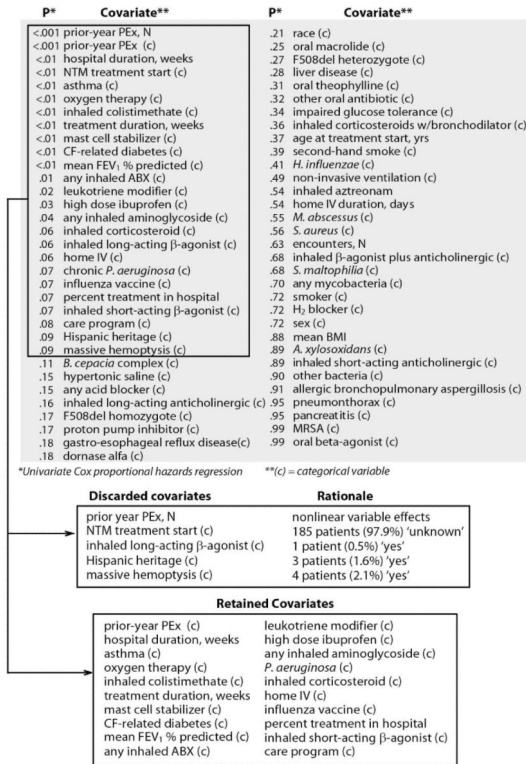 P* Covariate**
<.001 prior-year PEx, N
<.001 prior-year PEx (c)
<.01 hospital duration, weeks
<.01 NTM treatment start (c)
<.01 asthma (c)
<.01 oxygen therapy (c)
<.01 inhaled colistimethate (c)
<.01 treatment duration, weeks
<.01 mast cell stabilizer (c)
<.01 CF-related diabetes (c)
<.01 mean FEV₁ % predicted (c)
.01 any inhaled ABX (c)
.02 leukotriene modifier (c)
.03 high dose ibuprofen (c)
.04 any inhaled aminoglycoside (c)
.06 inhaled corticosteroid (c)
.06 inhaled long-acting β-agonist (c)
.06 home IV (c)
.07 chronic P. aeruginosa (c)
.07 influenza vaccine (c)
.07 percent treatment in hospital
.07 inhaled short-acting β-agonist (c)
.08 care program (c)
.09 Hispanic heritage (c)
.09 massive hemoptysis (c)
.11 B. cepacia complex (c)
.15 hypertonic saline (c)
.15 any acid blocker (c)
.16 inhaled long-acting anticholinergic (c)
.17 F508del homozygote (c)
.17 proton pump inhibitor (c)
.18 gastro-esophageal reflux disease(c)
.18 dornase alfa (c)
P* Covariate**
.21 race (c)
.25 oral macrolide (c)
.27 F508del heterozygote (c)
.28 liver disease (c)
.31 oral theophylline (c)
.32 other oral antibiotic (c)
.34 impaired glucose tolerance (c)
.36 inhaled corticosteroids w/bronchodilator (c)
.37 age at treatment start, yrs
.39 second-hand smoke (c)
.41 H. influenzae (c)
.49 non-invasive ventilation (c)
.54 inhaled aztreonam
.54 home IV duration, days
.55 M. abscessus (c)
.56 S. aureus (c)
.63 encounters, N
.68 inhaled β-agonist plus anticholinergic (c)
.68 S. maltophilia (c)
.70 any mycobacteria (c)
.72 smoker (c)
.72 H₂ blocker (c)
.72 sex (c)
.88 mean BMI
.89 A. xylosoxidans (c)
.89 inhaled short-acting anticholinergic (c)
.90 other bacteria (c)
.91 allergic bronchopulmonary aspergillosis (c)
.95 pneumonthorax (c)
.95 pancreatitis (c)
.99 MRSA (c)
.99 oral beta-agonist (c)
*Univariate Cox proportional hazards regression **(c) = categorical variable
Discarded covariates Rationale
prior year PEx, N nonlinear variable effects
NTM treatment start (c) 185 patients (97.9%) 'unknown'
inhaled long-acting β-agonist (c) 1 patient (0.5%) 'yes'
Hispanic heritage (c) 3 patients (1.6%) 'yes'
massive hemoptysis (c) 4 patients (2.1%) 'yes'
Retained Covariates
prior-year PEx (c)
hospital duration, weeks
asthma (c)
oxygen therapy (c)
inhaled colistimethate (c)
treatment duration, weeks
mast cell stabilizer (c)
CF-related diabetes (c)
mean FEV₁ % predicted (c)
any inhaled ABX (c)
leukotriene modifier (c)
high dose ibuprofen (c)
any inhaled aminoglycoside (c)
P. aeruginosa (c)
inhaled corticosteroid (c)
home IV (c)
influenza vaccine (c)
percent treatment in hospital
inhaled short-acting β-agonist (c)
care program (c)